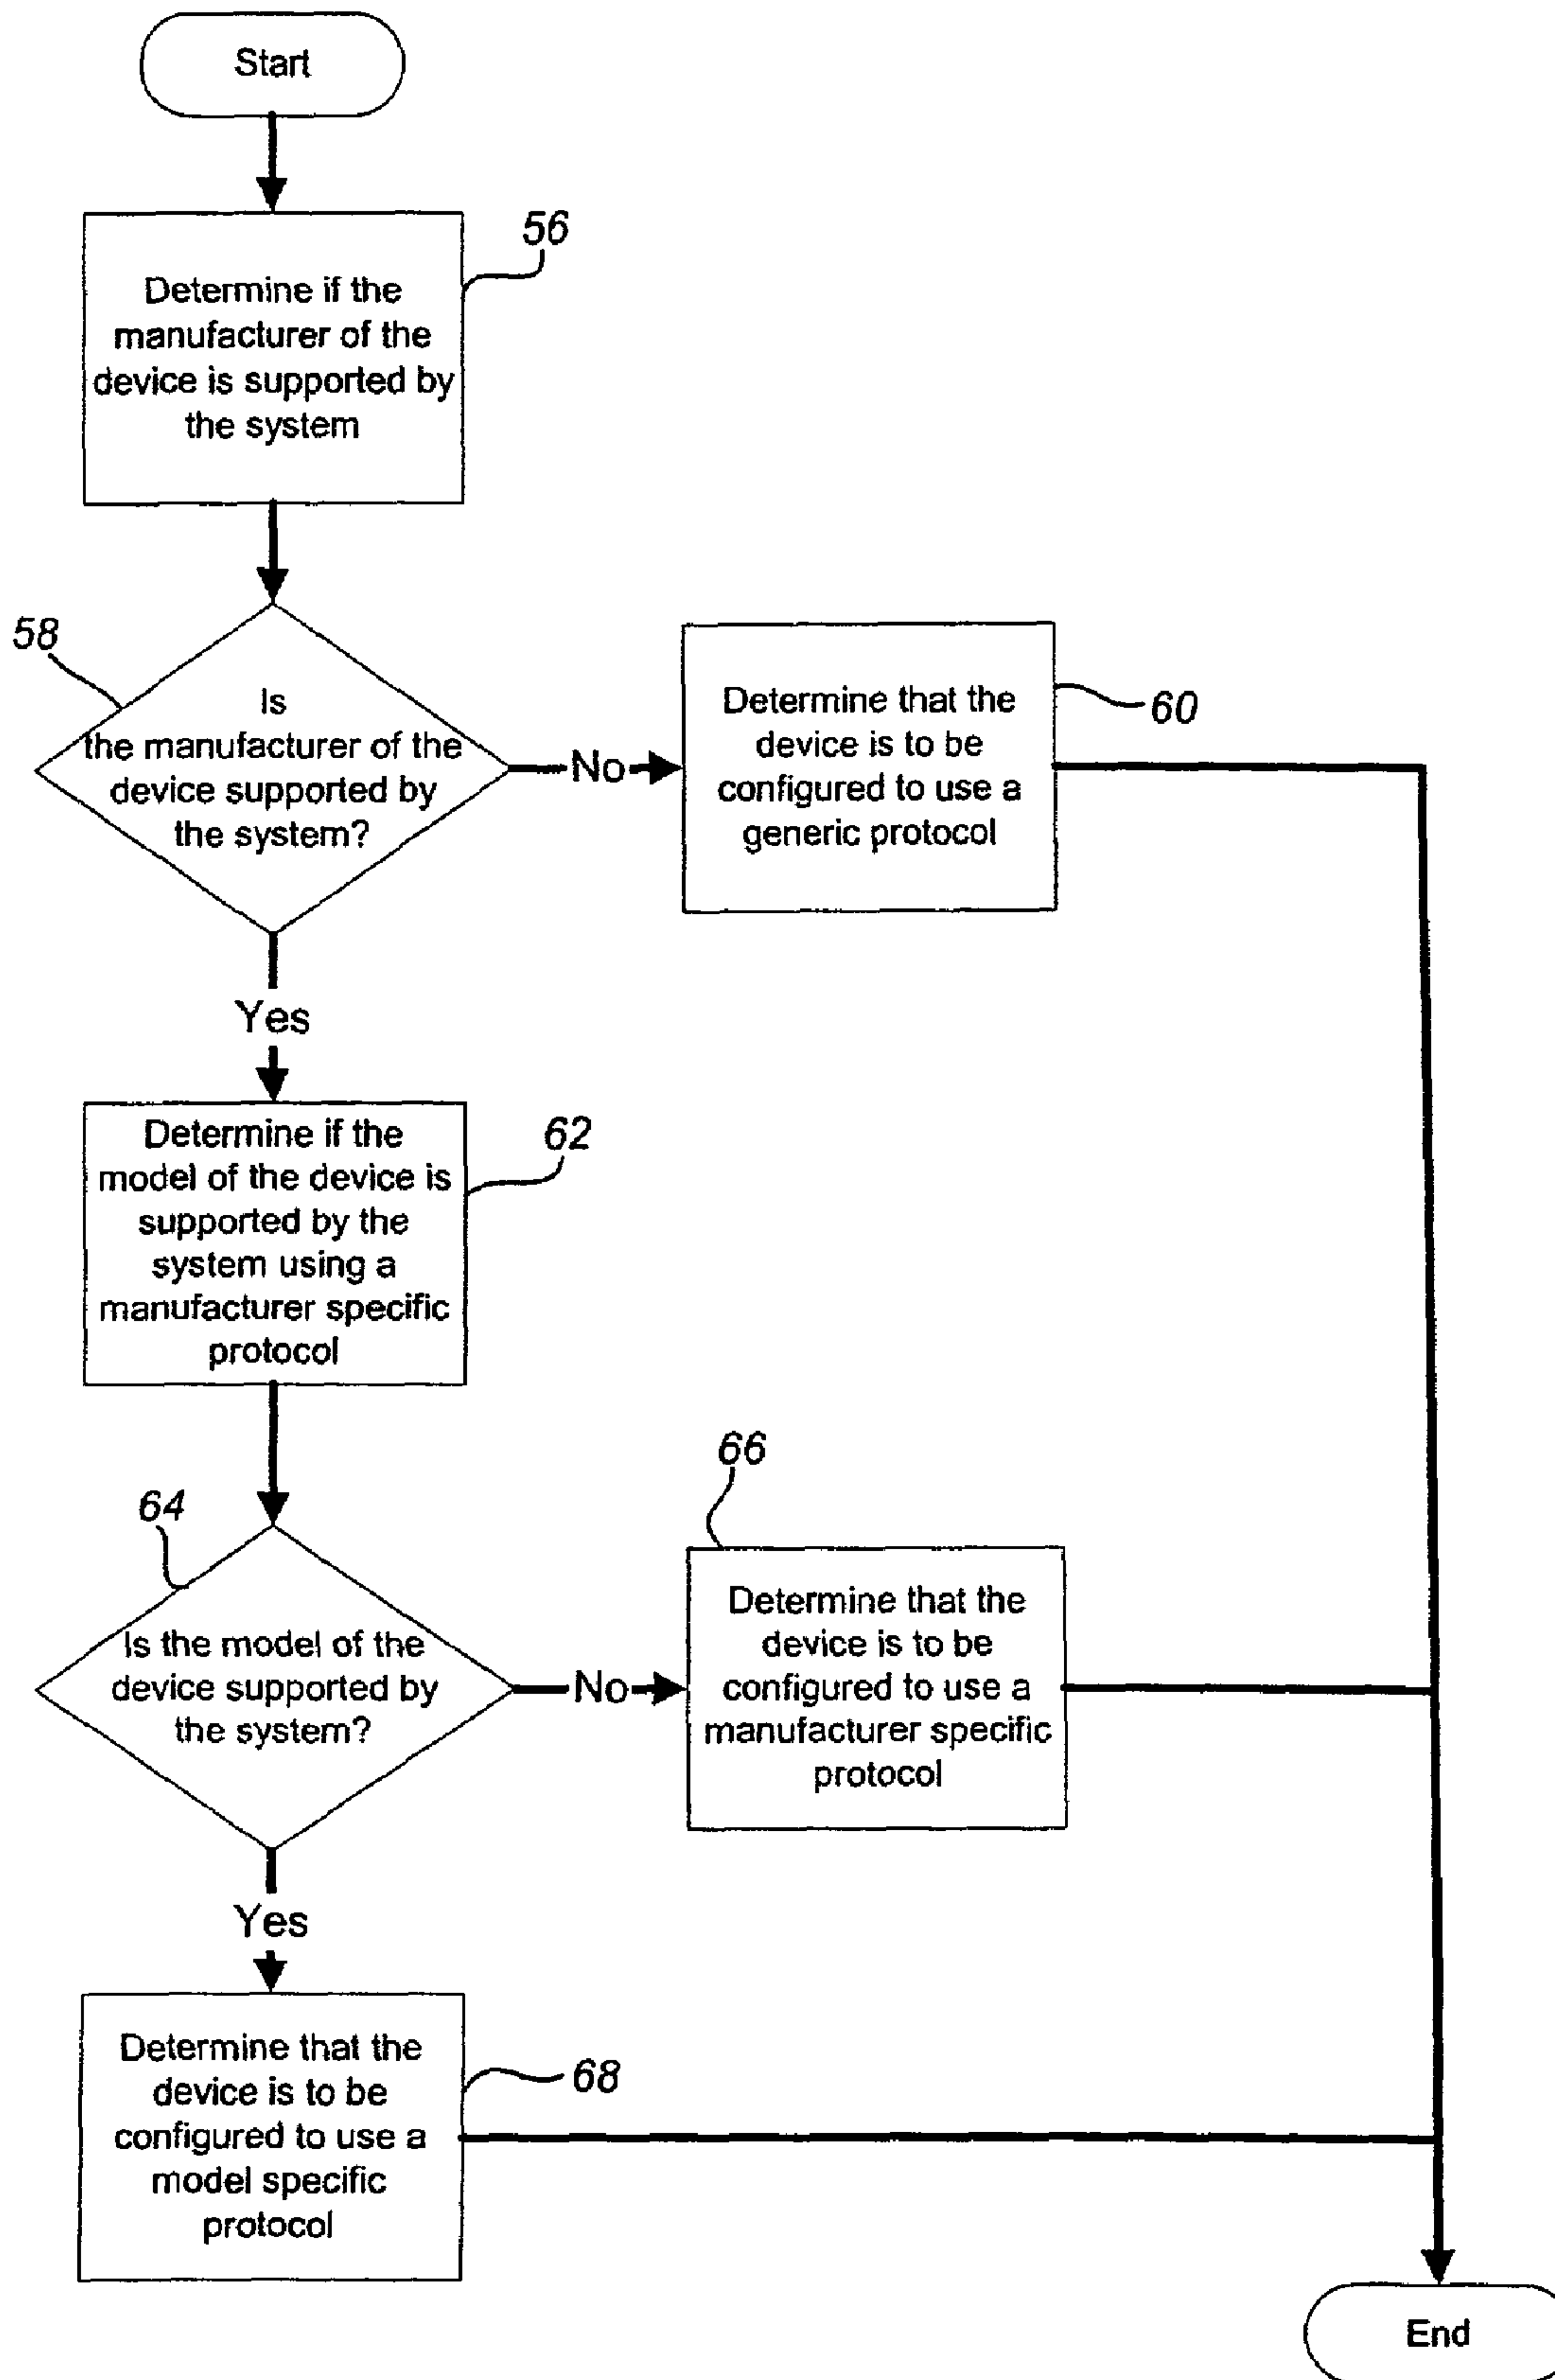 Start
56
Determine if the
manufacturer of the
device is supported by
the system
58
Is
the manufacturer of the
device supported by
the system?
No
Determine that the
device is to be
configured to use a
generic protocol
60
Yes
62
Determine if the
model of the device is
supported by the
system using a
manufacturer specific
protocol
64
Is the model of the
device supported by
the system?
No
66
Determine that the
device is to be
configured to use a
manufacturer specific
protocol
Yes
Determine that the
device is to be
configured to use a
model specific
protocol
68
End